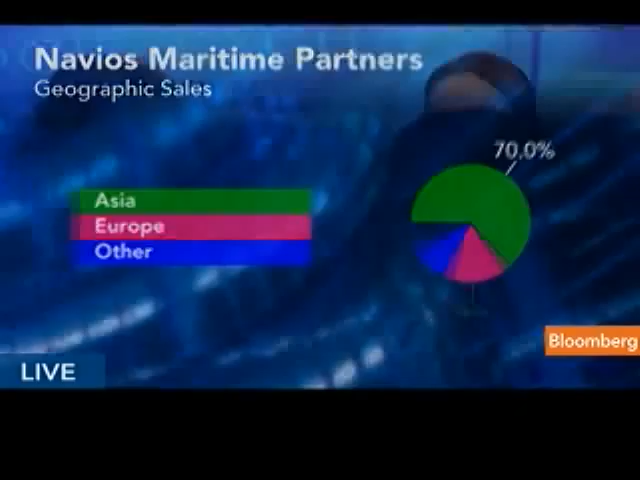 Navios Maritime Partners
Geographic Sales
70.0%
Asia
Europe
Other
Bloomberg
LIVE